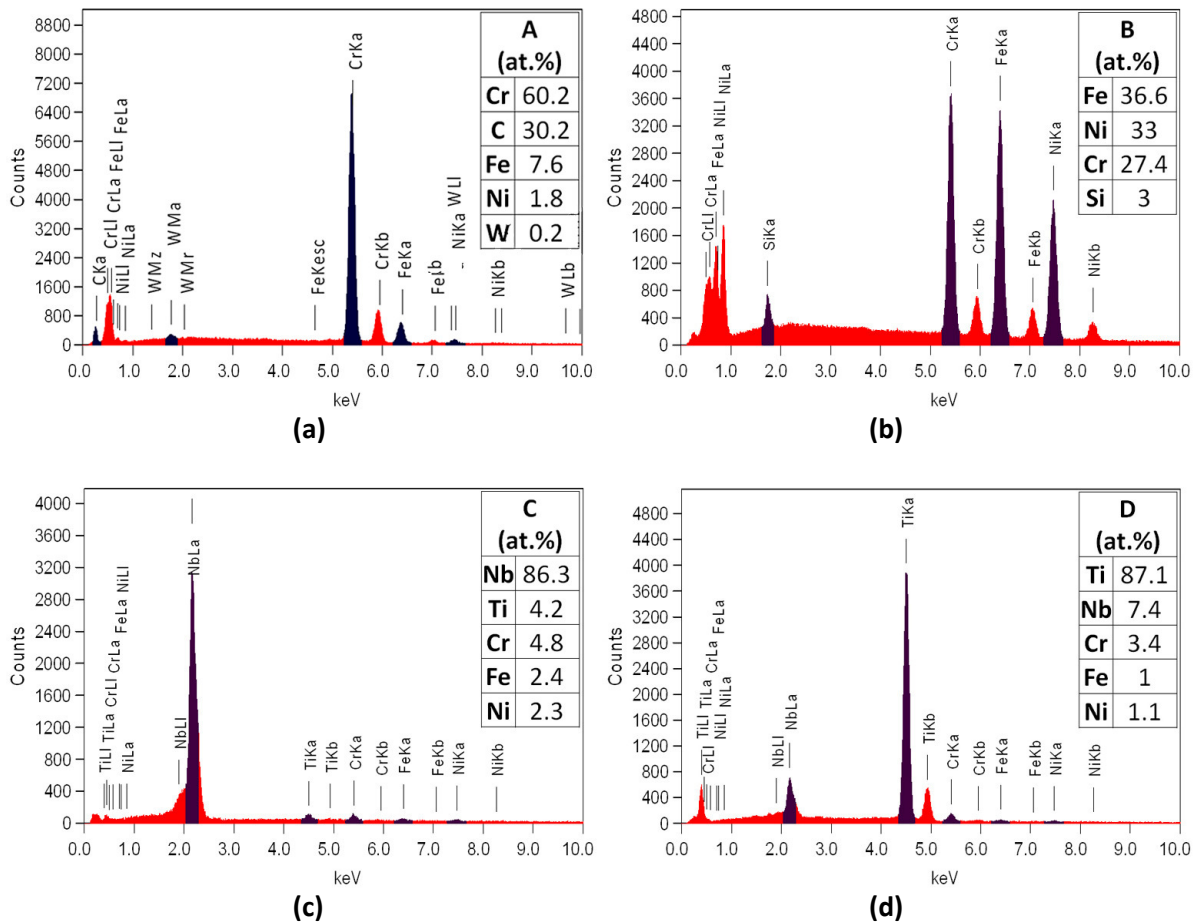 A
(at.%)
Cr 60.2
C 30.2
Fe 7.6
Ni 1.8
W 0.2
8800
8000
7200
6400
5600
4800
4000
3200
2400
1600
800
0
Counts
CKa
CrLl
CrLa
FeLl
FeLa
NiLl
NiLa
WMz
WMa
WMr
FeKesc
CrKa
CrKb
FeKa
NiKa
WLl
NiKb
WLb
0.0 1.0 2.0 3.0 4.0 5.0 6.0 7.0 8.0 9.0 10.0
keV
(a)
B
(at.%)
Fe 36.6
Ni 33
Cr 27.4
Si 3
4800
4400
4000
3600
3200
2800
2400
2000
1600
1200
800
400
0
Counts
CrLl
CrLa
FeLa
NiLl
NiLa
SiKa
CrKa
CrKb
FeKa
FeKb
NiKa
NiKb
0.0 1.0 2.0 3.0 4.0 5.0 6.0 7.0 8.0 9.0 10.0
keV
(b)
C
(at.%)
Nb 86.3
Ti 4.2
Cr 4.8
Fe 2.4
Ni 2.3
4000
3600
3200
2800
2400
2000
1600
1200
800
400
0
Counts
TiLl
TiLa
CrLl
CrLa
FeLa
NiLl
NiLa
NbLl
NbLa
TiKa
TiKb
CrKa
CrKb
FeKa
FeKb
NiKa
NiKb
0.0 1.0 2.0 3.0 4.0 5.0 6.0 7.0 8.0 9.0 10.0
keV
(c)
D
(at.%)
Ti 87.1
Nb 7.4
Cr 3.4
Fe 1
Ni 1.1
4800
4400
4000
3600
3200
2800
2400
2000
1600
1200
800
400
0
Counts
TiLl
TiLa
CrLl
CrLa
FeLa
NiLl
NiLa
NbLl
NbLa
TiKa
TiKb
CrKa
CrKb
FeKa
FeKb
NiKa
NiKb
0.0 1.0 2.0 3.0 4.0 5.0 6.0 7.0 8.0 9.0 10.0
keV
(d)